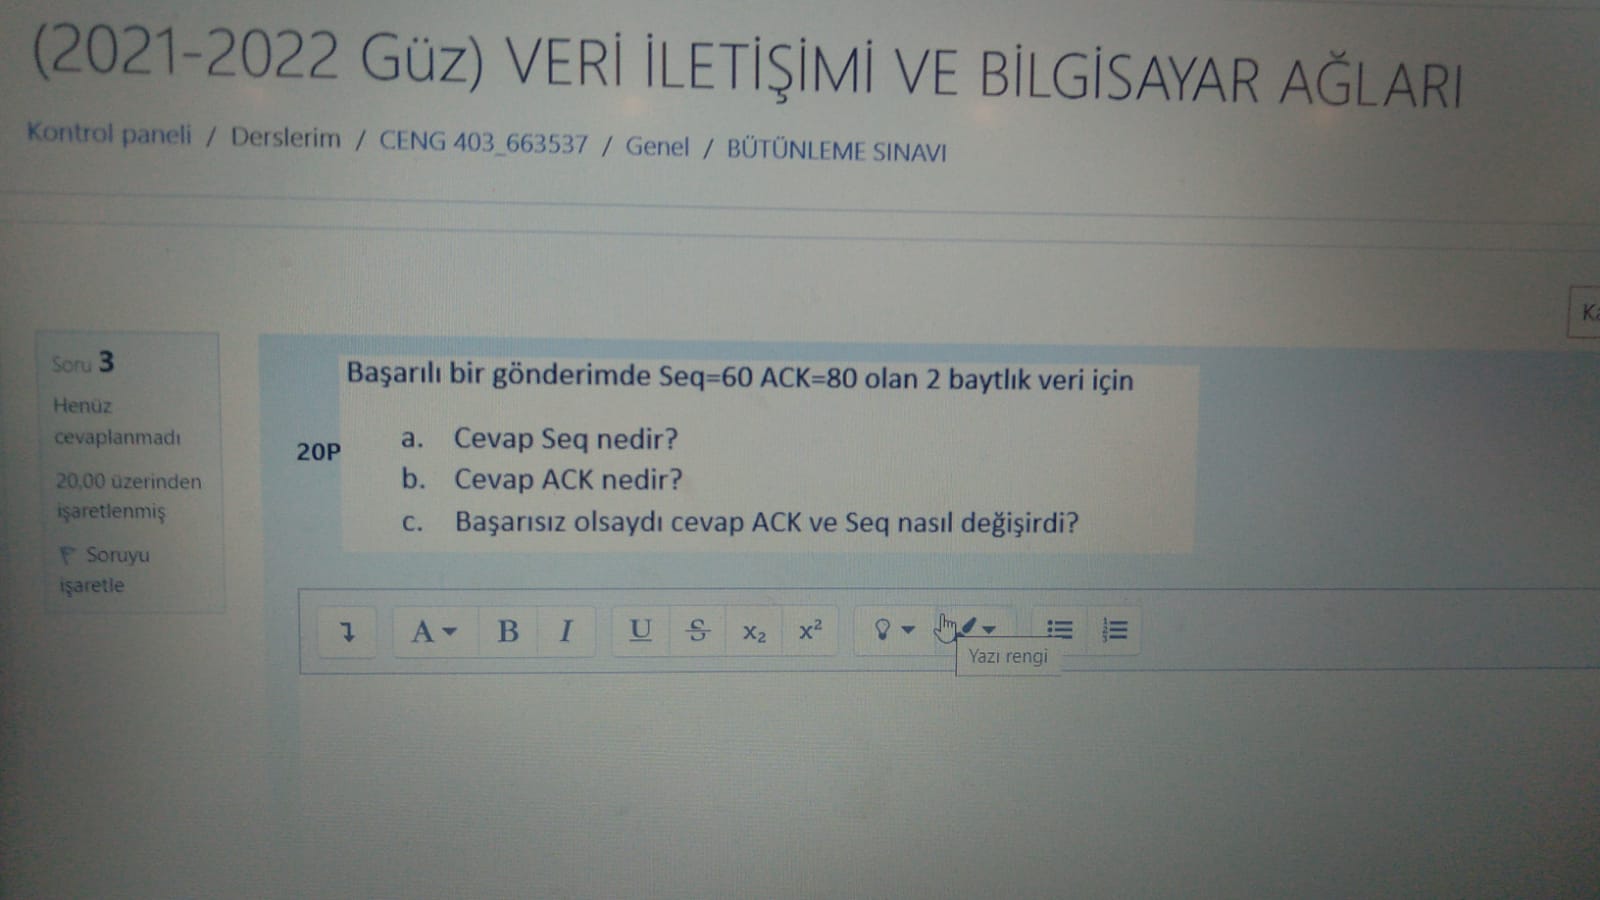 (2021-2022 Güz) VERİ İLETİŞİMİ VE BİLGİSAYAR AĞLARI
Kontrol paneli / Derslerim / CENG 403_663537 / Genel / BÜTÜNLEME SINAVI
Soru 3
Henüz
cevaplanmadı
20,00 üzerinden
işaretlenmiş
Soruyu
işaretle
Başarılı bir gönderimde Seq=60 ACK=80 olan 2 baytlık veri için
20P
a. Cevap Seq nedir?
b. Cevap ACK nedir?
c. Başarısız olsaydı cevap ACK ve Seq nasıl değişirdi?
A B I U S x₂ x²
Yazı rengi